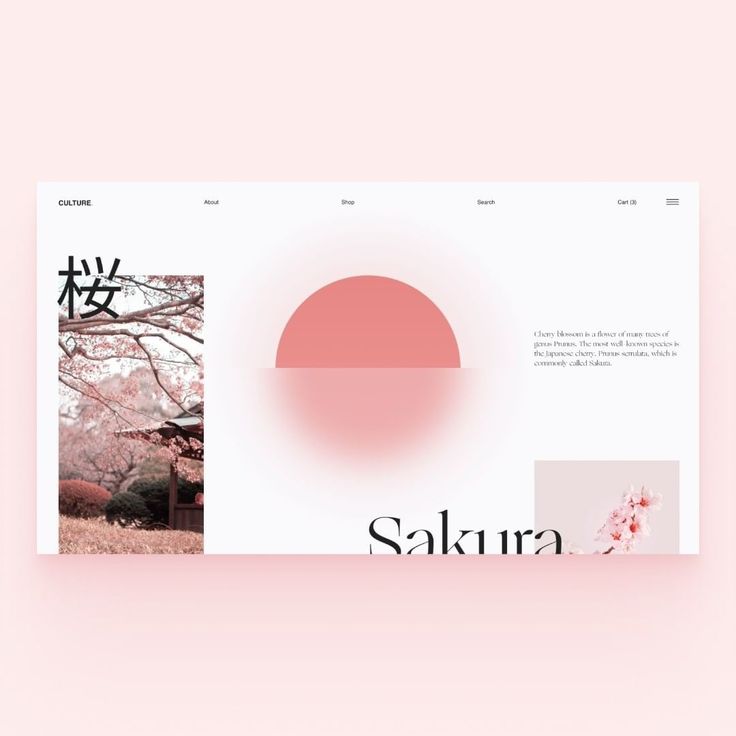 CULTURE.
About
Shop
Search
Cart (3)
桜
Cherry blossom is a flower of many trees of
genus Prunus. The most well-known species is
the Japanese cherry, Prunus serrulata, which is
commonly called Sakura.
Sakura